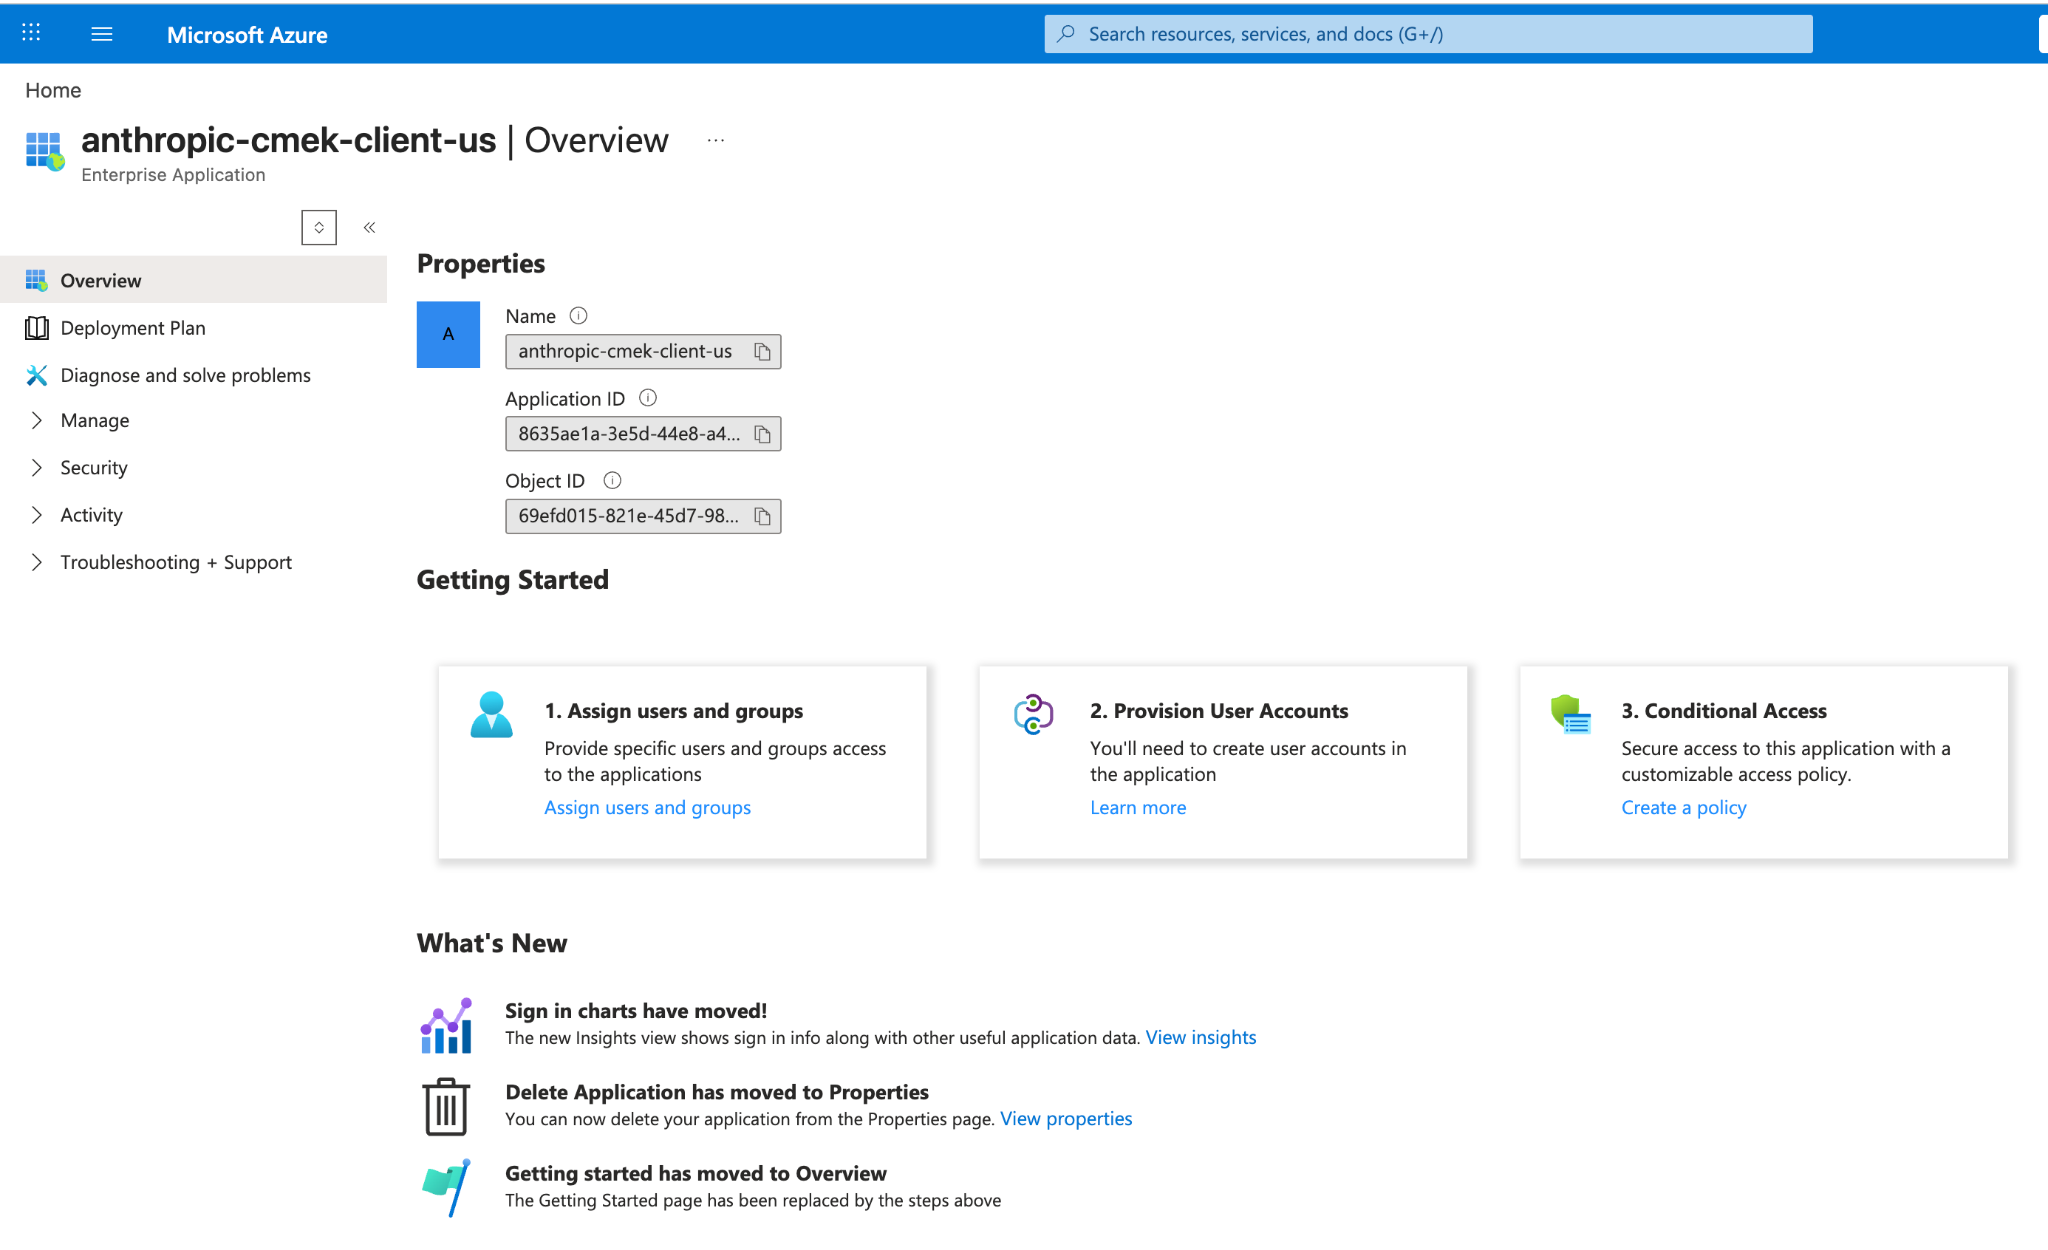 Microsoft Azure
Search resources, services, and docs (G+/)
Home
anthropic-cmek-client-us | Overview ...
Enterprise Application
Overview
Deployment Plan
Diagnose and solve problems
Manage
Security
Activity
Troubleshooting + Support
Properties
A
Name
anthropic-cmek-client-us
Application ID
8635ae1a-3e5d-44e8-a4...
Object ID
69efd015-821e-45d7-98...
Getting Started
1. Assign users and groups
Provide specific users and groups access
to the applications
Assign users and groups
2. Provision User Accounts
You'll need to create user accounts in
the application
Learn more
3. Conditional Access
Secure access to this application with a
customizable access policy.
Create a policy
What's New
Sign in charts have moved!
The new Insights view shows sign in info along with other useful application data. View insights
Delete Application has moved to Properties
You can now delete your application from the Properties page. View properties
Getting started has moved to Overview
The Getting Started page has been replaced by the steps above